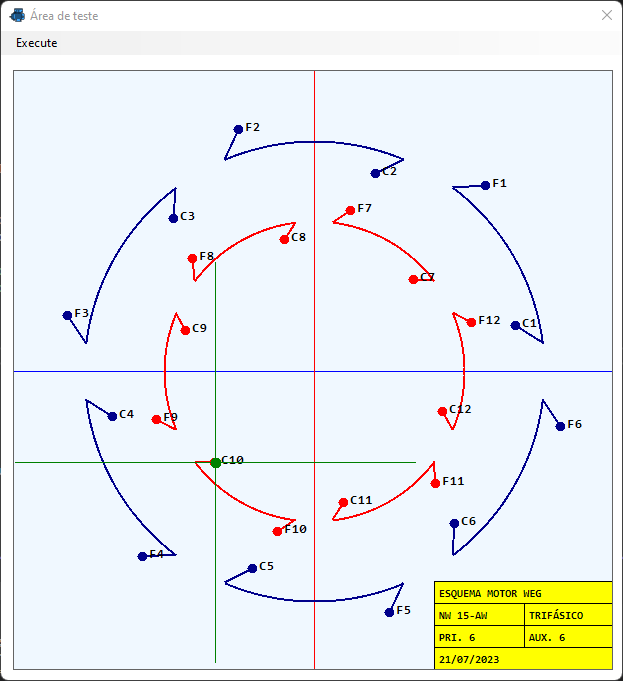 Área de teste
Execute
F2
C2
F1
C3
F7
C8
F8
C7
F3
C9
F12
C1
C4
F9
C12
F6
C10
F11
C11
C6
F10
F4
C5
F5
ESQUEMA MOTOR WEG
NW 15-AW TRIFÁSICO
PRI. 6 AUX. 6
21/07/2023